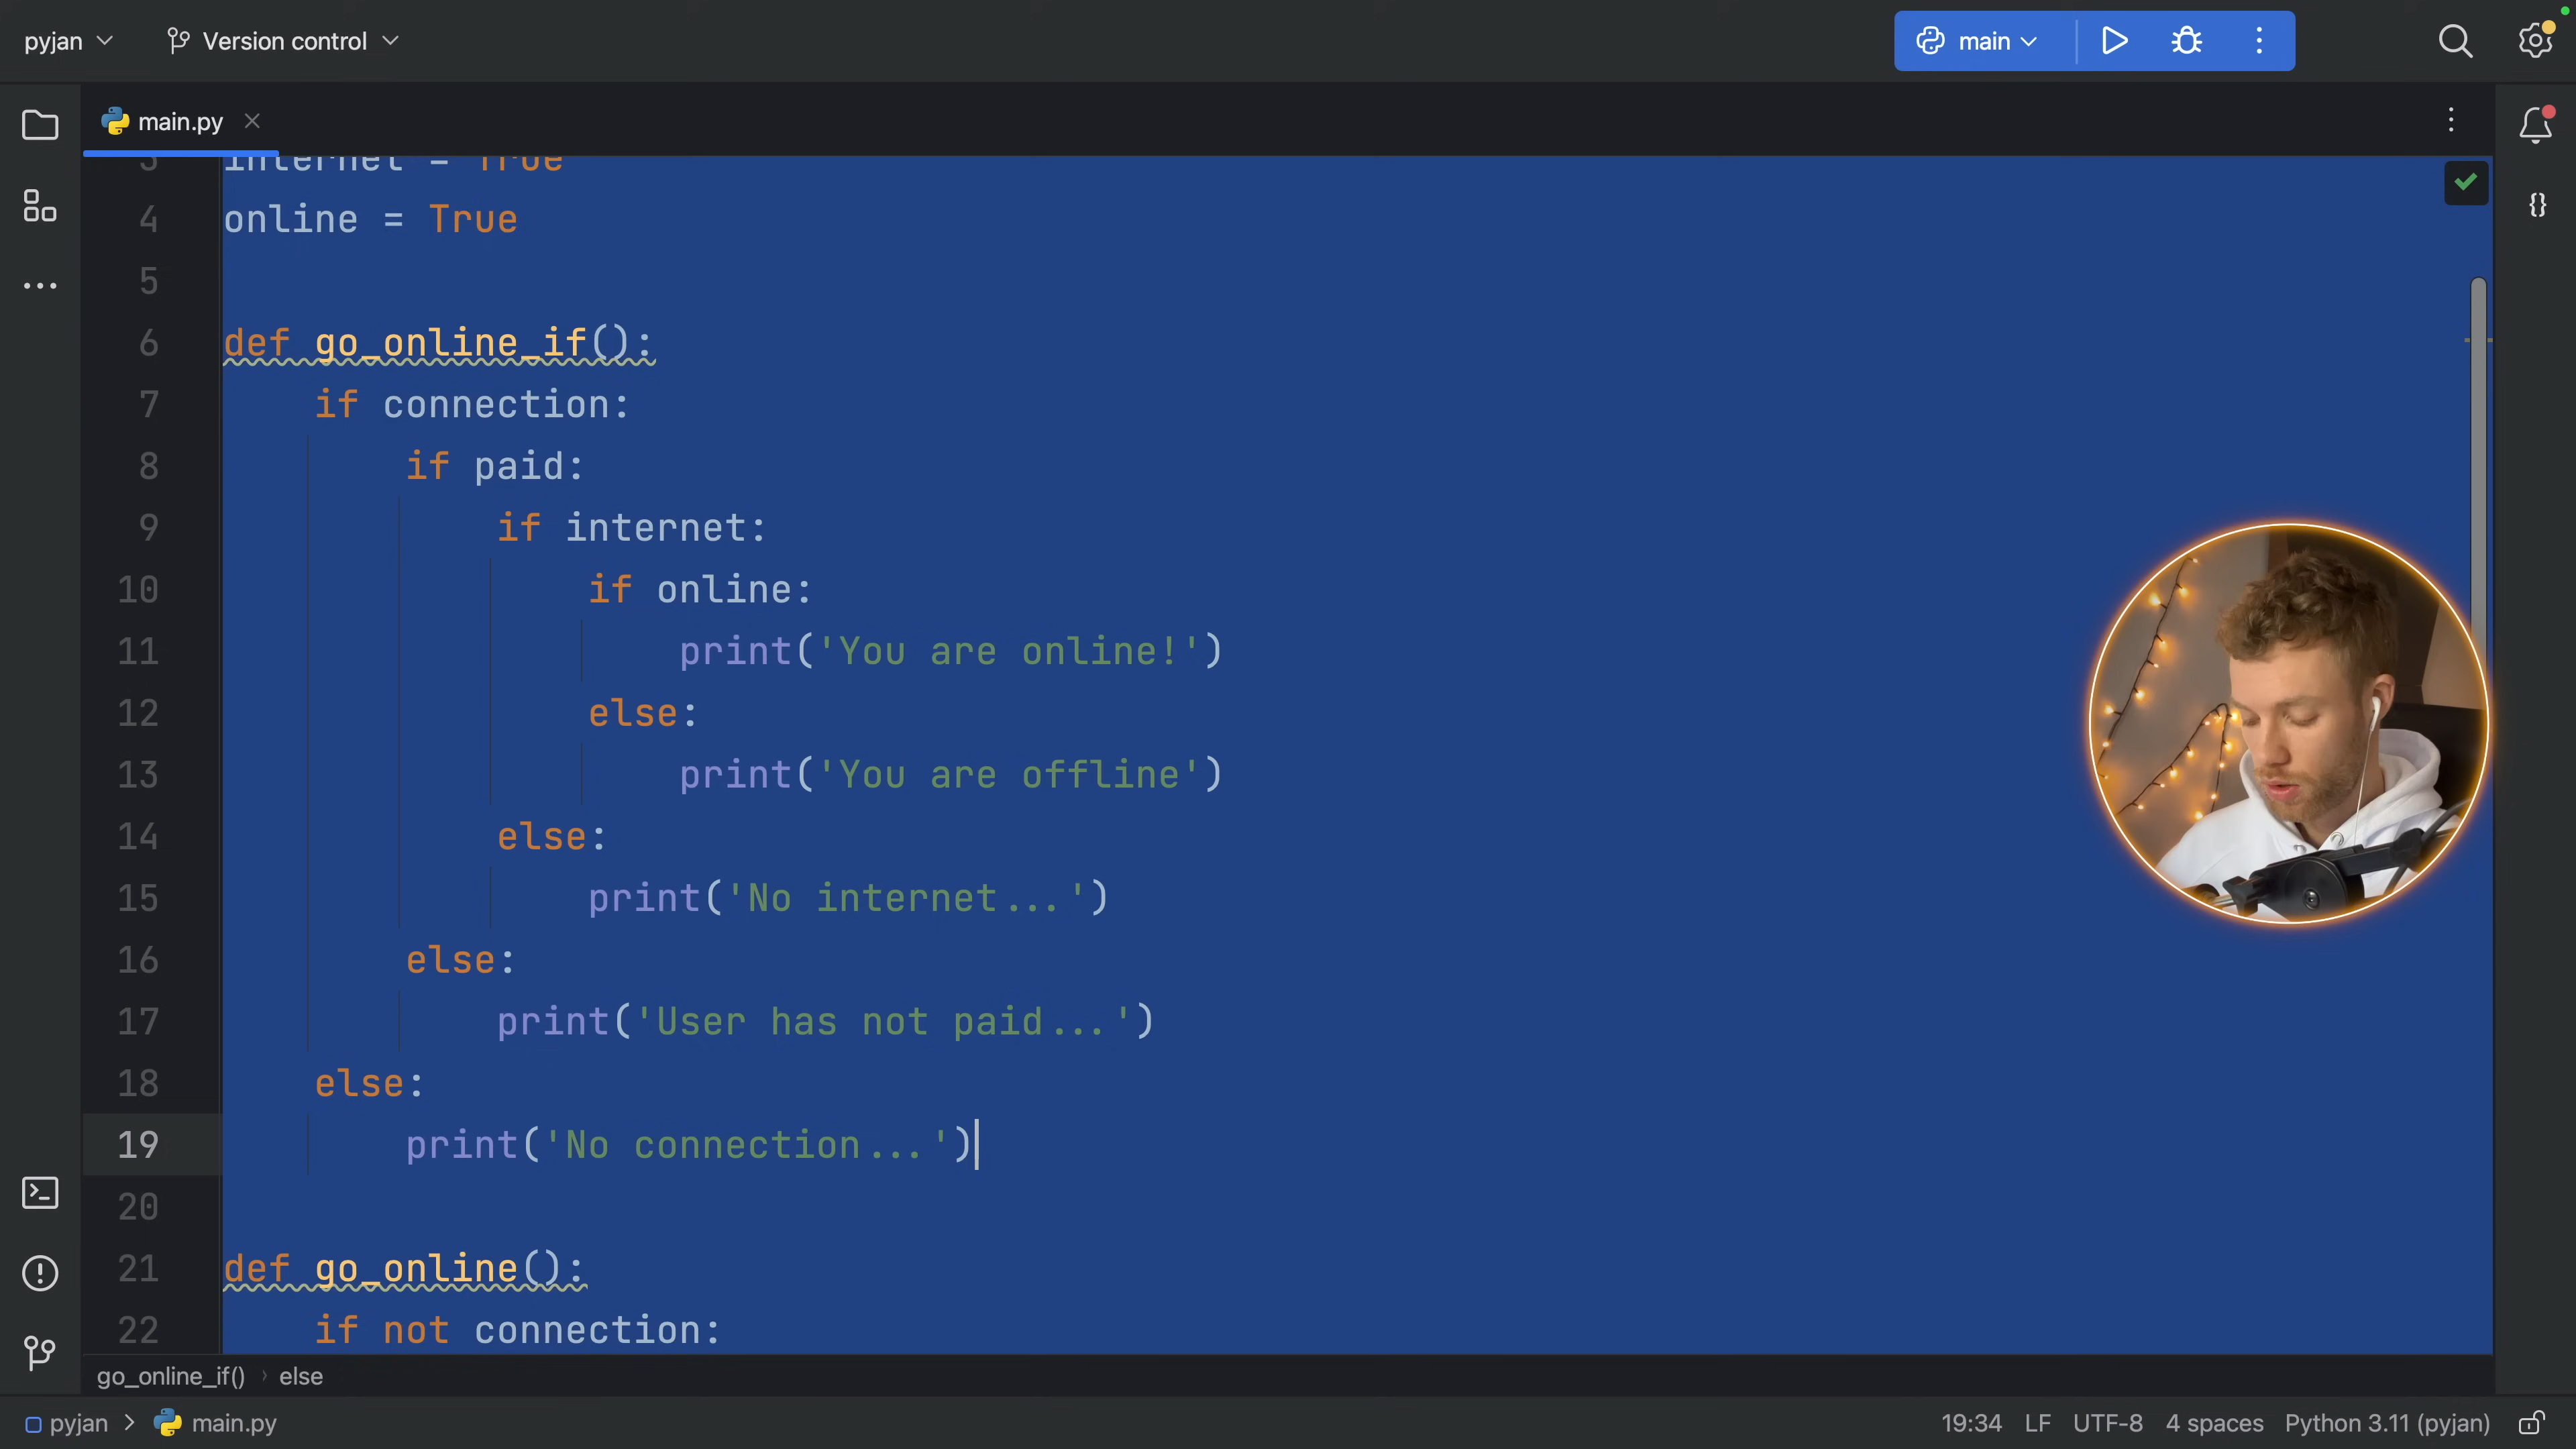 pyjan
Version control
main
main.py
3 internet = True
4 online = True
5
6 def go_online_if():
7 if connection:
8 if paid:
9 if internet:
10 if online:
11 print('You are online!')
12 else:
13 print('You are offline')
14 else:
15 print('No internet...')
16 else:
17 print('User has not paid...')
18 else:
19 print('No connection...')
20
21 def go_online():
22 if not connection:
go_online_if() › else
pyjan > main.py 19:34 LF UTF-8 4 spaces Python 3.11 (pyjan)